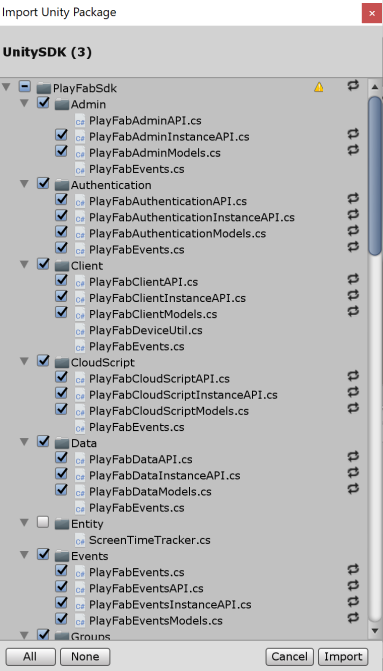 Import Unity Package
UnitySDK (3)
PlayFabSdk
Admin
PlayFabAdminAPI.cs
PlayFabAdminInstanceAPI.cs
PlayFabAdminModels.cs
PlayFabEvents.cs
Authentication
PlayFabAuthenticationAPI.cs
PlayFabAuthenticationInstanceAPI.cs
PlayFabAuthenticationModels.cs
PlayFabEvents.cs
Client
PlayFabClientAPI.cs
PlayFabClientInstanceAPI.cs
PlayFabClientModels.cs
PlayFabDeviceUtil.cs
PlayFabEvents.cs
CloudScript
PlayFabCloudScriptAPI.cs
PlayFabCloudScriptInstanceAPI.cs
PlayFabCloudScriptModels.cs
PlayFabEvents.cs
Data
PlayFabDataAPI.cs
PlayFabDataInstanceAPI.cs
PlayFabDataModels.cs
PlayFabEvents.cs
Entity
ScreenTimeTracker.cs
Events
PlayFabEvents.cs
PlayFabEventsAPI.cs
PlayFabEventsInstanceAPI.cs
PlayFabEventsModels.cs
Groups
All None Cancel Import